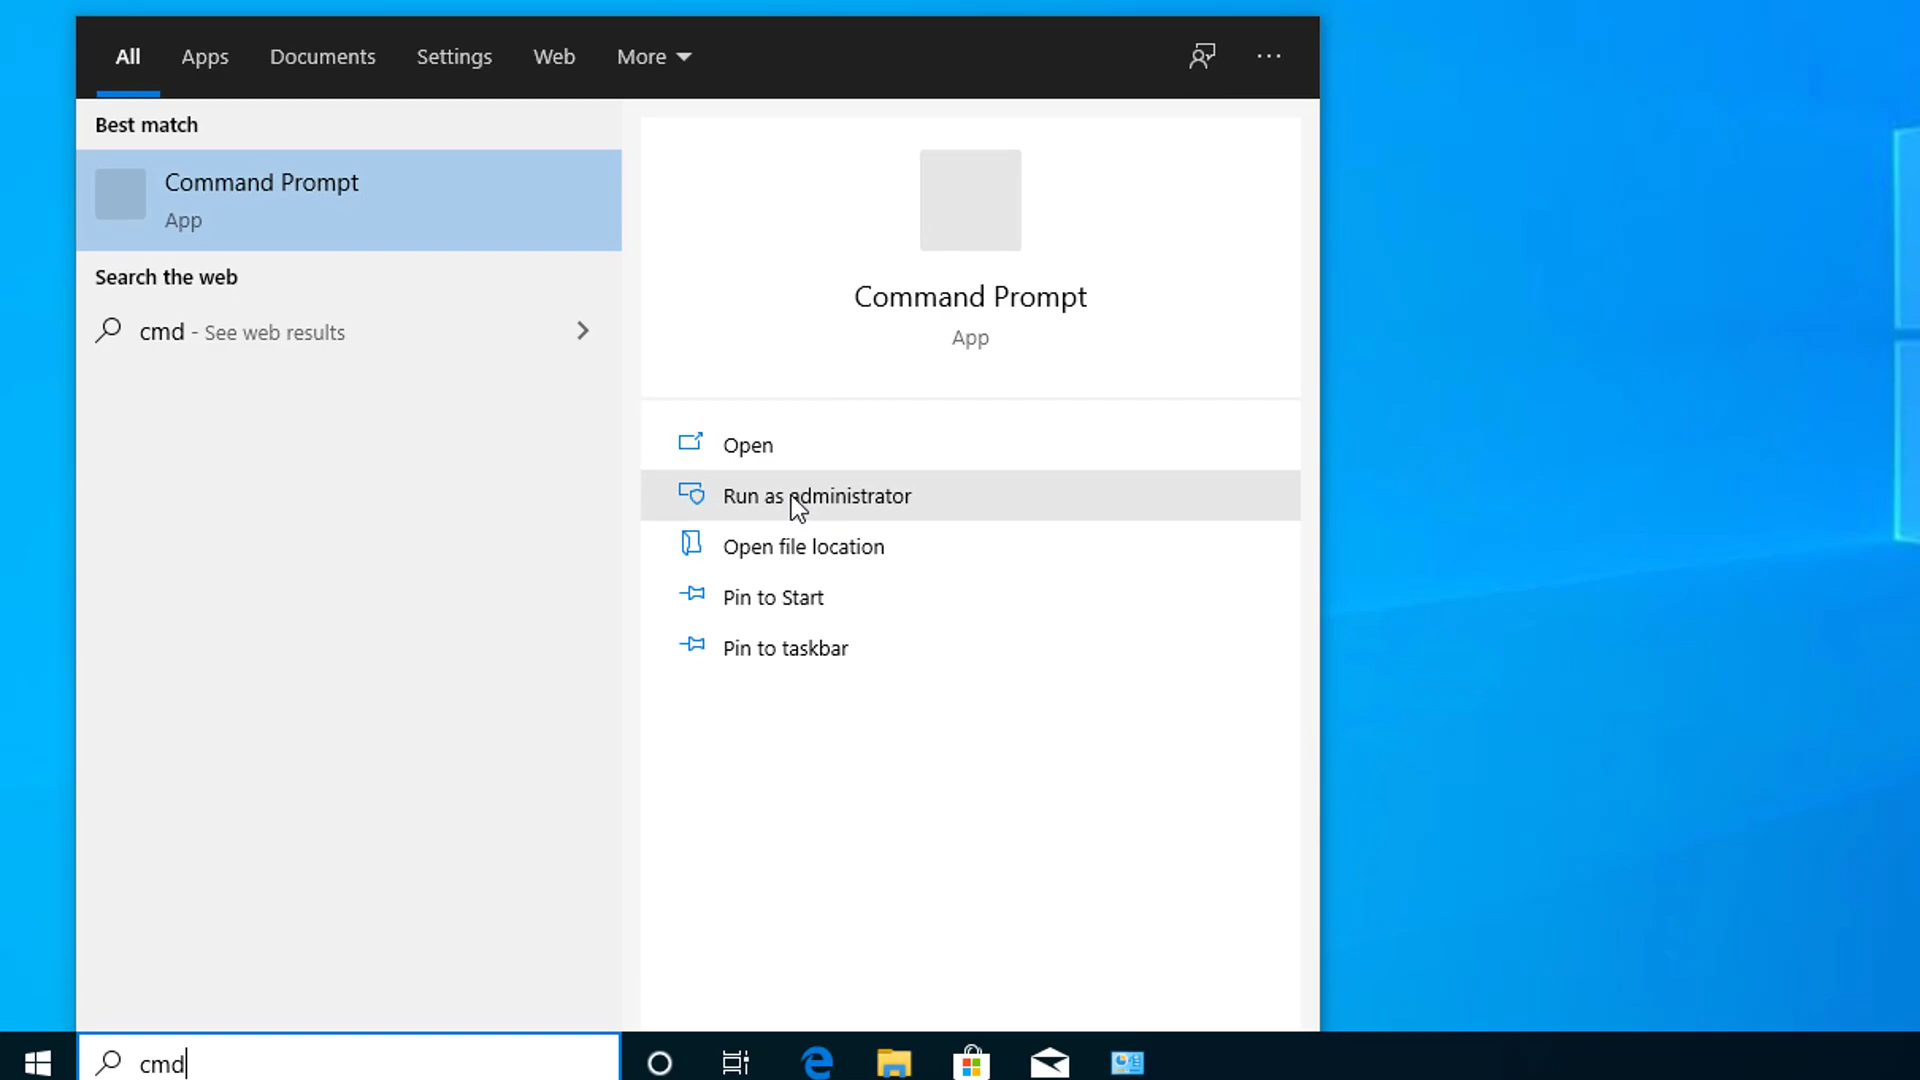 All Apps Documents Settings Web More
Best match
Command Prompt
App
Search the web
cmd - See web results
Command Prompt
App
Open
Run as administrator
Open file location
Pin to Start
Pin to taskbar
cmd